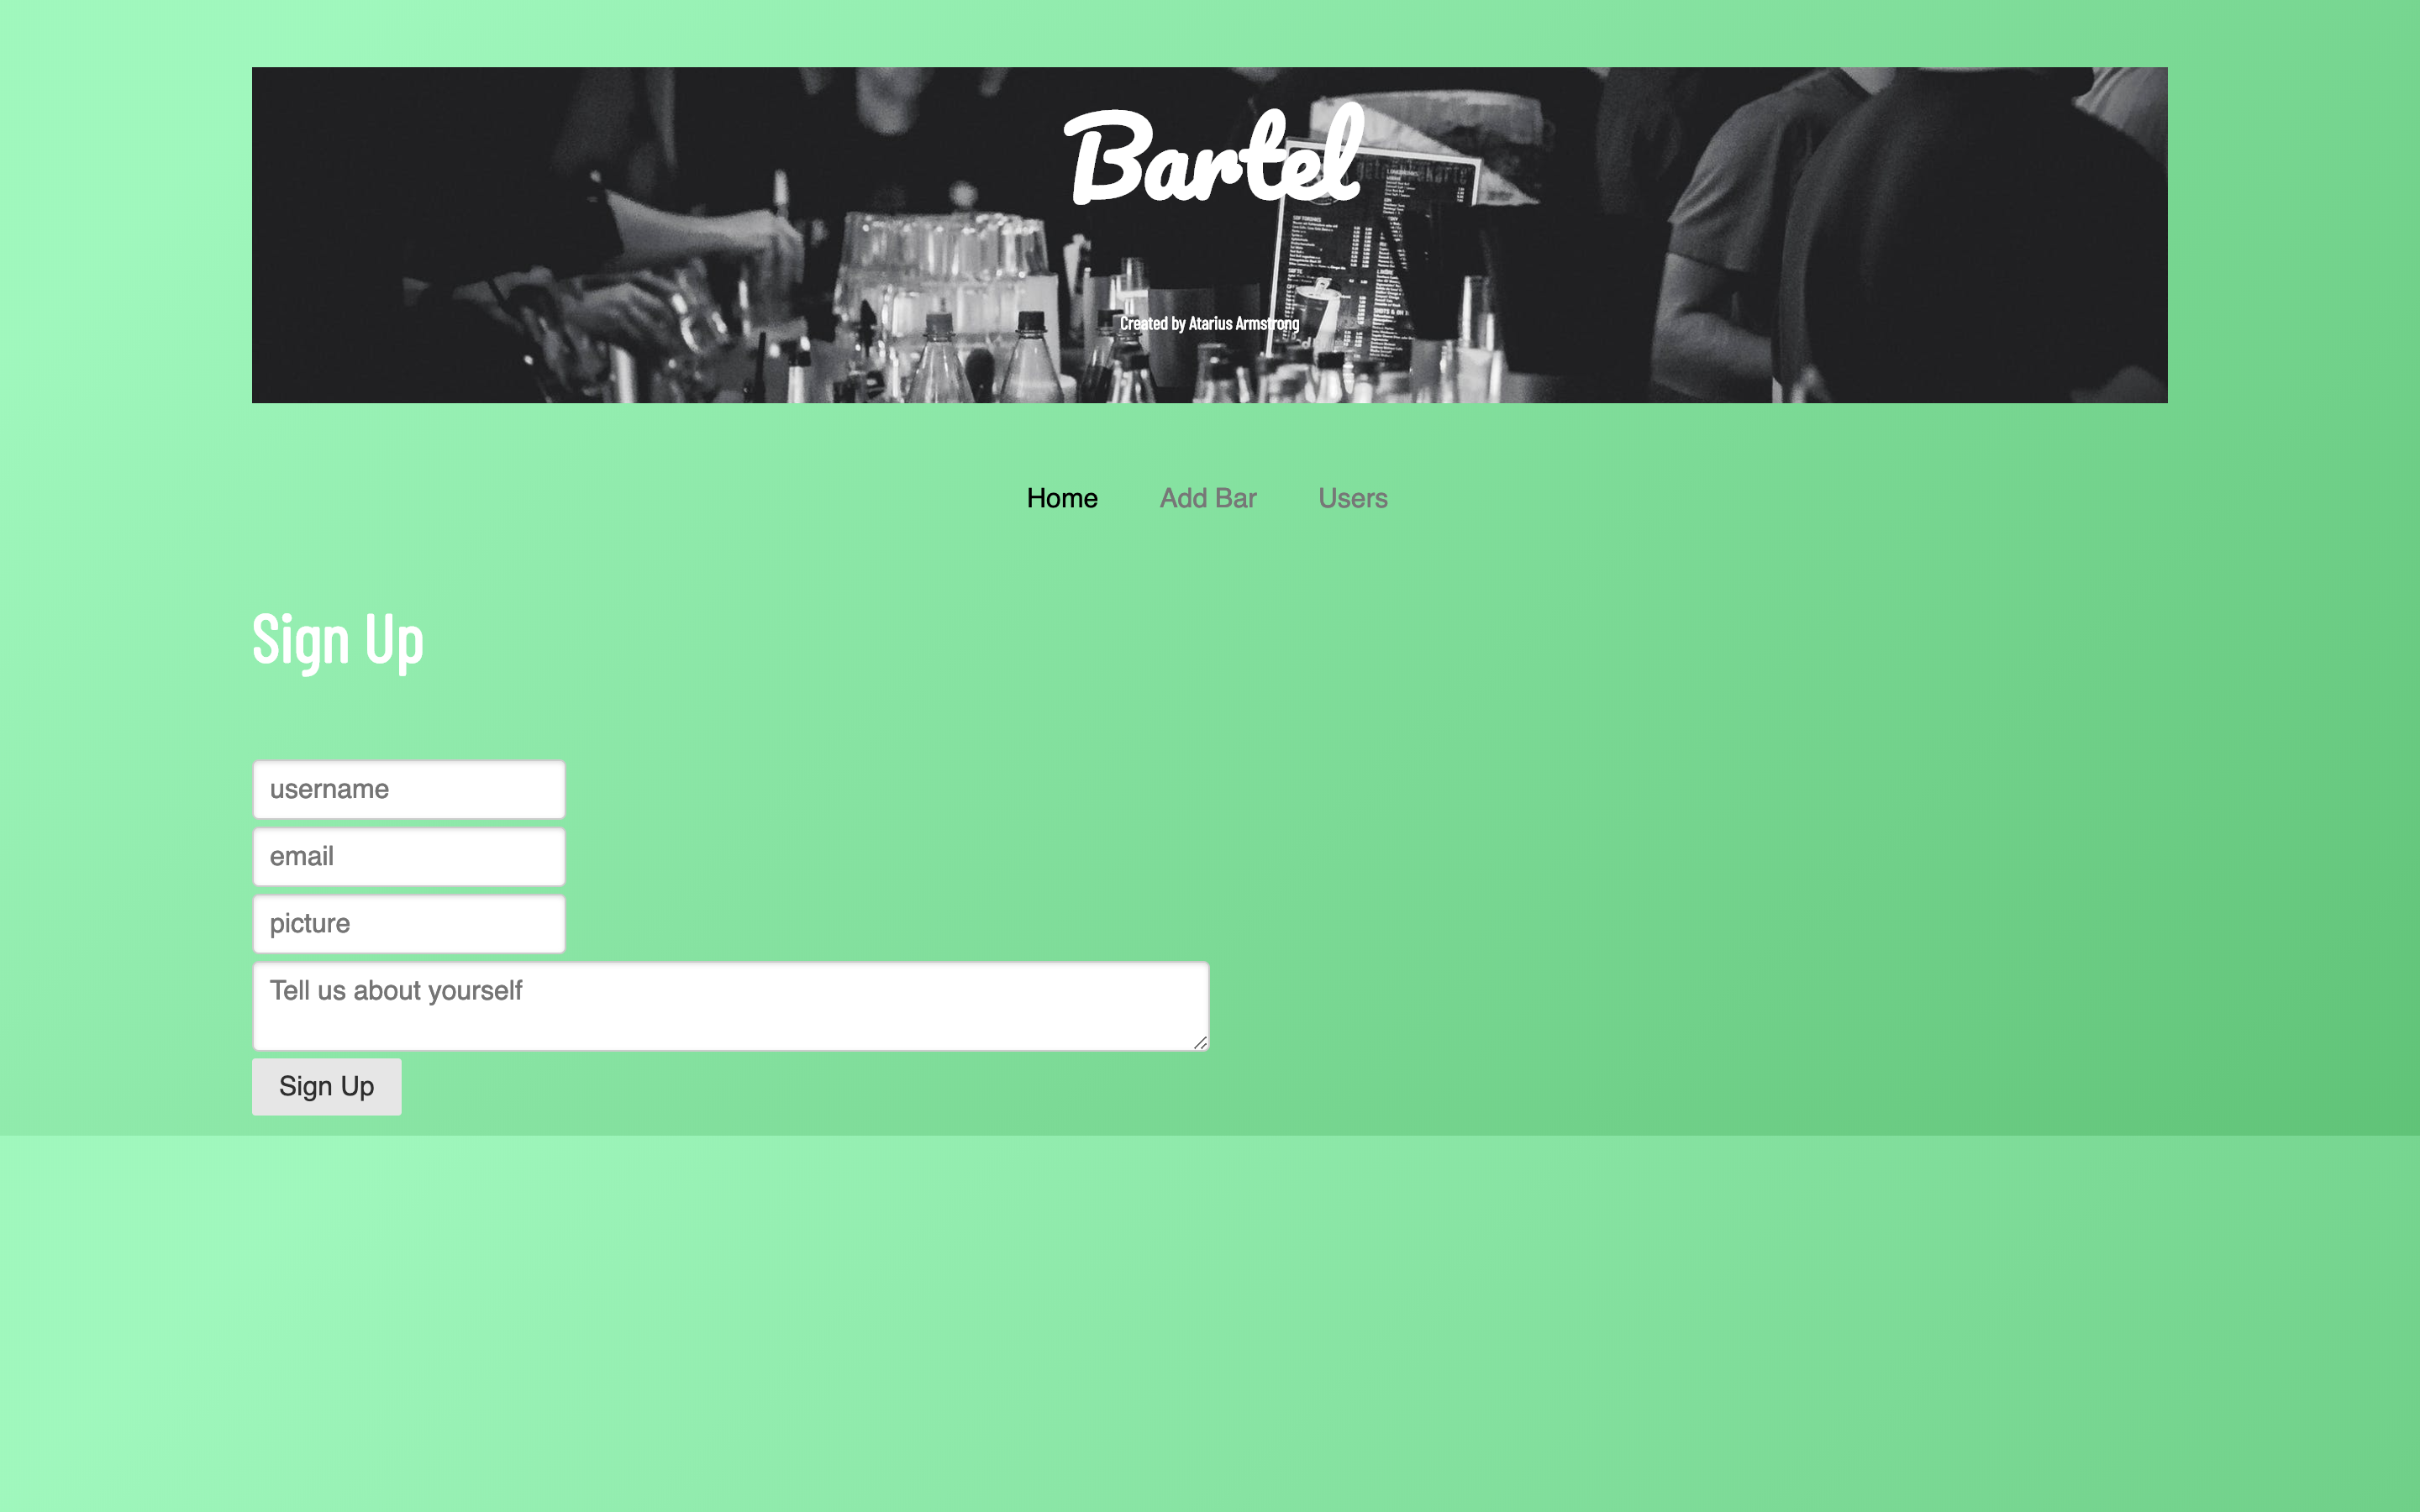 Bartel
Created by Atarius Armstrong
Home Add Bar Users
Sign Up
username
email
picture
Tell us about yourself
Sign Up